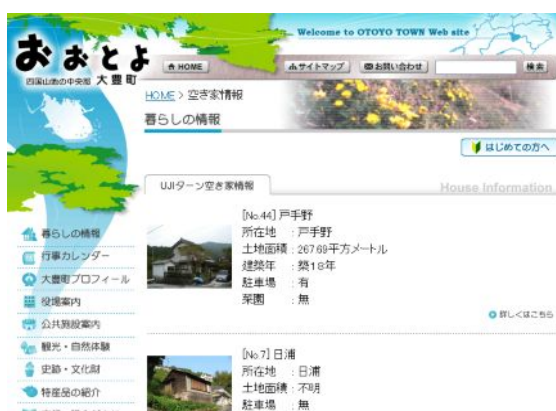 Welcome to OTOYO TOWN Web site
おおとよ
四国山地の中央部 大豊町
HOME
サイトマップ
お問い合わせ
検索
HOME > 空き家情報
暮らしの情報
はじめての方へ
UJIターン空き家情報
House Information
[No.44] 戸手野
所在地 : 戸手野
土地面積 : 267.69平方メートル
建築年 : 築18年
駐車場 : 有
菜園 : 無
詳しくはこちら
[No.7] 日浦
所在地 : 日浦
土地面積 : 不明
駐車場 : 無
暮らしの情報
行事カレンダー
大豊町プロフィール
役場案内
公共施設案内
観光・自然体験
史跡・文化財
特産品の紹介